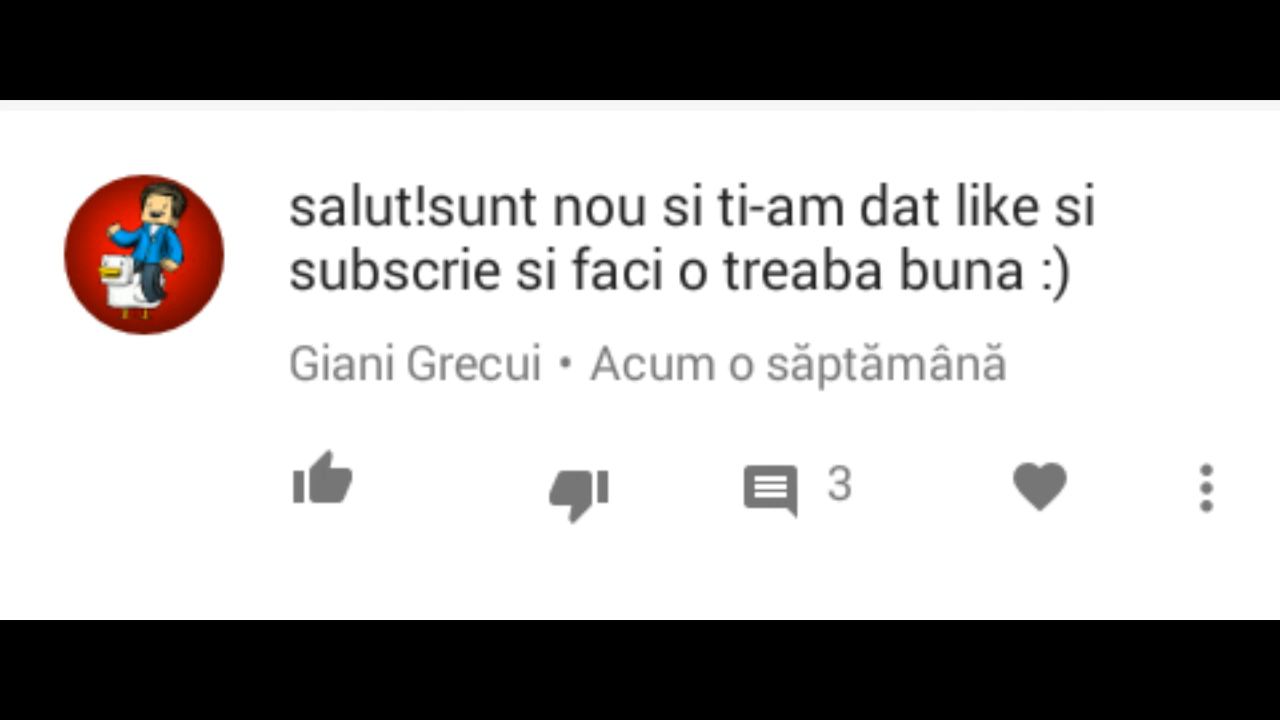 salut!sunt nou si ti-am dat like si
subscrie si faci o treaba buna :)
Giani Grecui • Acum o săptămână
3